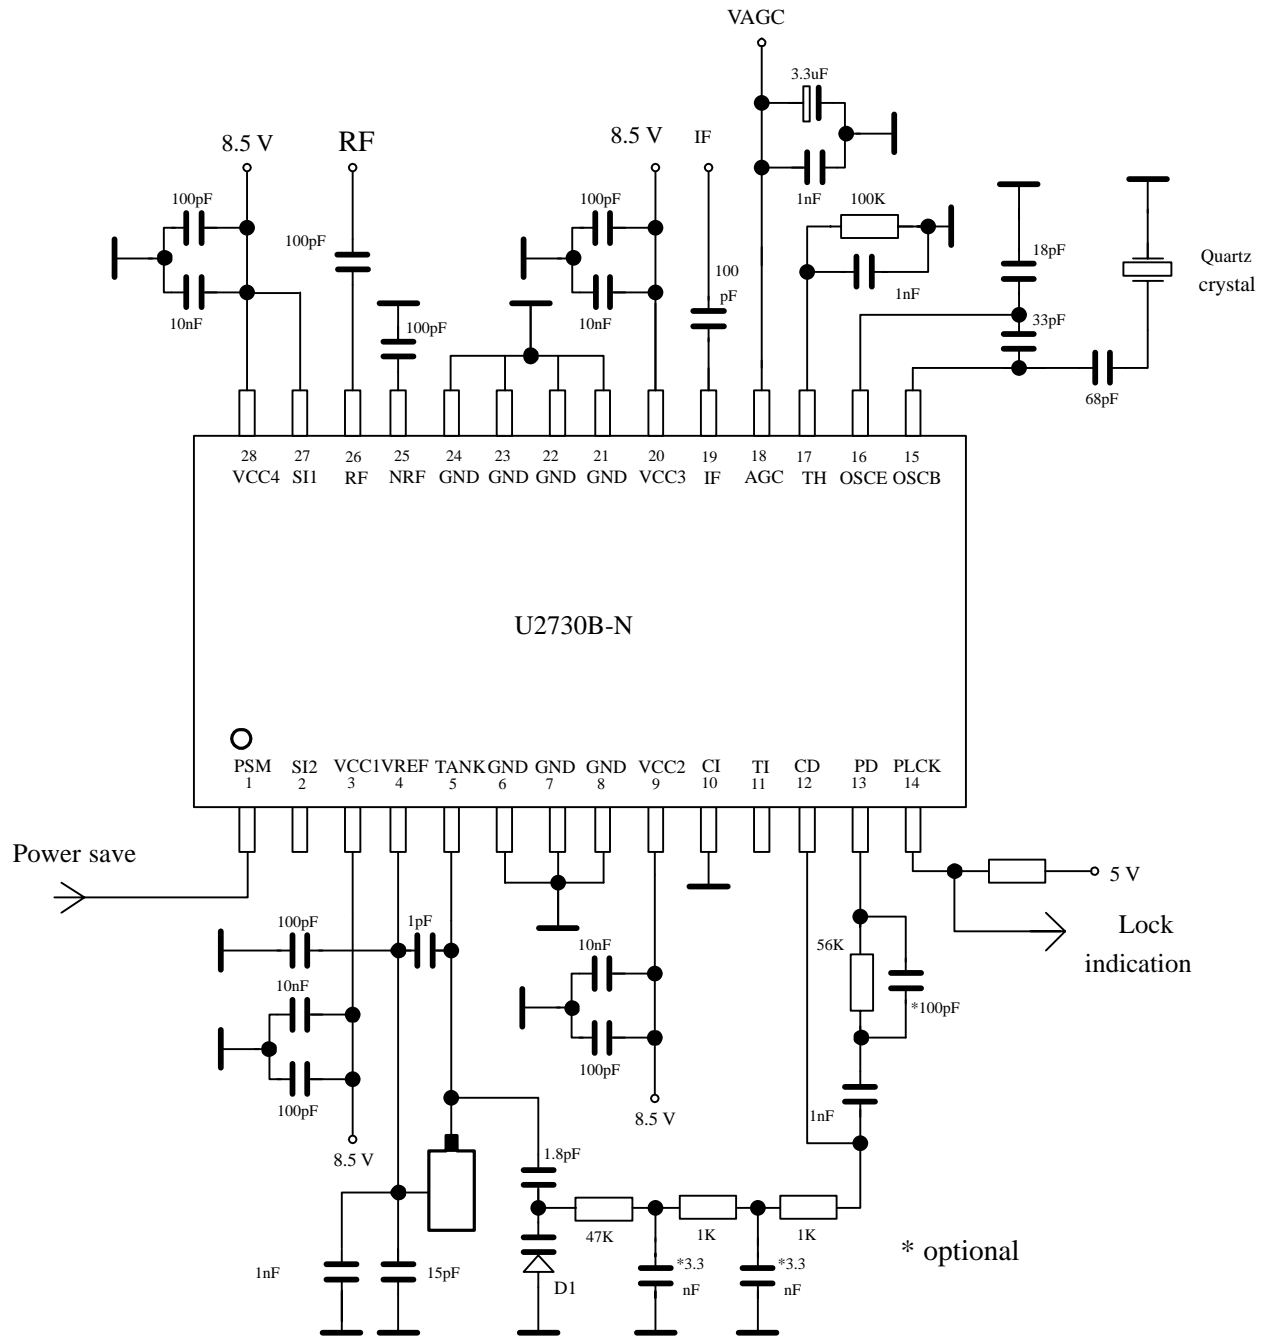 VAGC
3.3uF
8.5 V
RF
8.5 V
IF
1nF
100pF
100pF
100K
100pF
100
pF
18pF
Quartz
crystal
1nF
10nF
100pF
10nF
33pF
68pF
28 27 26 25 24 23 22 21 20 19 18 17 16 15
VCC4 SI1 RF NRF GND GND GND GND VCC3 IF AGC TH OSCE OSCB
U2730B-N
PSM SI2 VCC1 VREF TANK GND GND GND VCC2 CI TI CD PD PLCK
1 2 3 4 5 6 7 8 9 10 11 12 13 14
Power save
5 V
100pF
1pF
Lock
indication
10nF
56K
10nF
*100pF
100pF
100pF
8.5 V
1nF
8.5 V
1.8pF
47K
1K
1K
* optional
1nF
15pF
D1
*3.3
nF
*3.3
nF